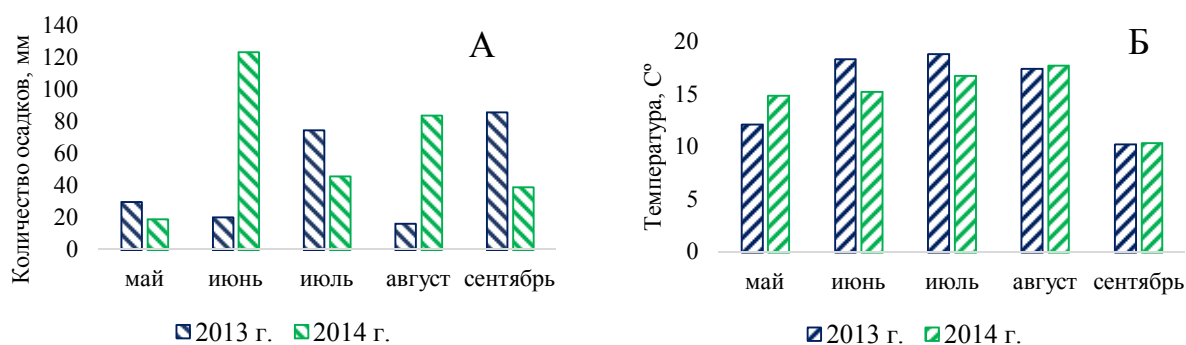 А
Количество осадков, мм
140
120
100
80
60
40
20
0
май июнь июль август сентябрь
2013 г. 2014 г.
Б
Температура, Сº
20
15
10
5
0
май июнь июль август сентябрь
2013 г. 2014 г.